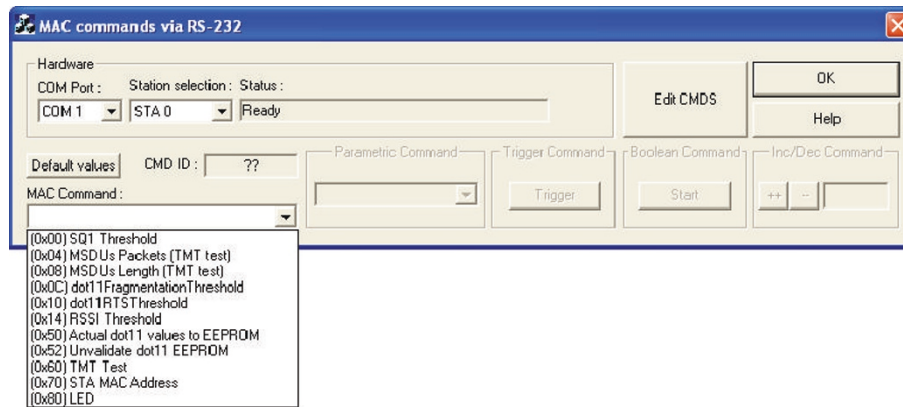 MAC commands via RS-232
Hardware
COM Port : Station selection : Status :
COM 1 STA 0 Ready
Edit CMDS
OK
Help
Default values CMD ID : ??
MAC Command :
Parametric Command
Trigger Command
Trigger
Boolean Command
Start
Inc/Dec Command
++ --
(0x00) SQ1 Threshold
(0x04) MSDUs Packets (TMT test)
(0x08) MSDUs Length (TMT test)
(0x0C) dot11FragmentationThreshold
(0x10) dot11RTSThreshold
(0x14) RSSI Threshold
(0x50) Actual dot11 values to EEPROM
(0x52) Unvalidate dot11 EEPROM
(0x60) TMT Test
(0x70) STA MAC Address
(0x80) LED